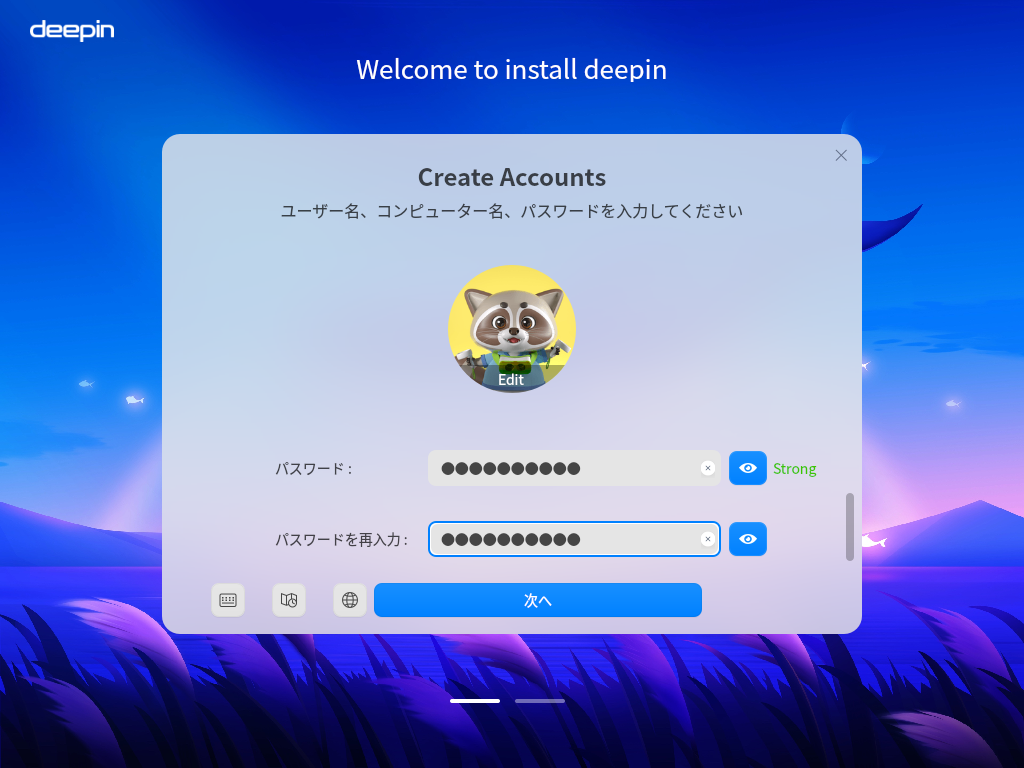 deepin
Welcome to install deepin
Create Accounts
ユーザー名、コンピューター名、パスワードを入力してください
Edit
パスワード :
●●●●●●●●●●
Strong
パスワードを再入力 :
●●●●●●●●●●
次へ